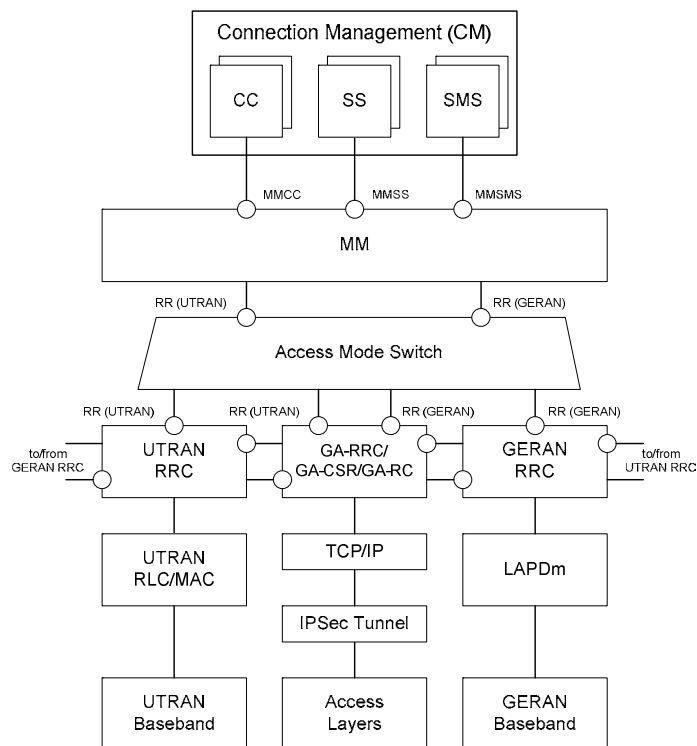 Connection Management (CM)
CC
SS
SMS
MMCC
MMSS
MMSMS
MM
RR (UTRAN)
RR (GERAN)
Access Mode Switch
RR (UTRAN)
RR (UTRAN)
RR (GERAN)
RR (GERAN)
to/from
GERAN RRC
UTRAN
RRC
GA-RRC/
GA-CSR/GA-RC
GERAN
RRC
to/from
UTRAN RRC
UTRAN
RLC/MAC
TCP/IP
LAPDm
IPSec Tunnel
UTRAN
Baseband
Access
Layers
GERAN
Baseband